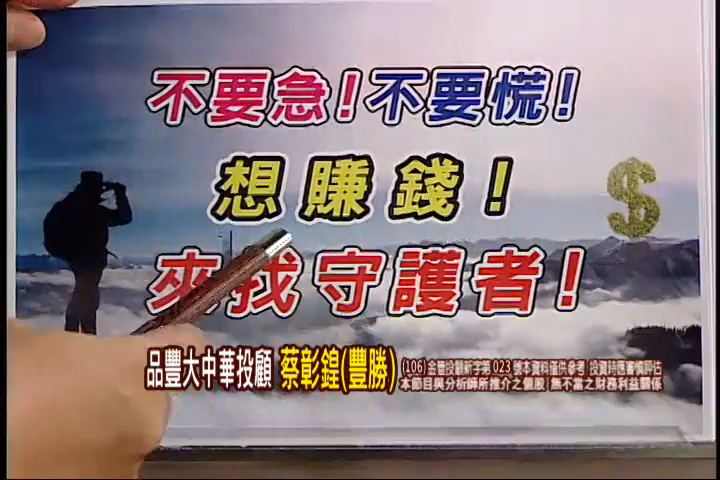 不要急！不要慌！
想賺錢！
來找守護者！
品豐大中華投顧 蔡彰鍠(豐勝)
(106)金管投顧新字第023號本資料僅供參考 投資時應審慎評估
本節目與分析師所推介之個股 無不當之財務利益關係
$